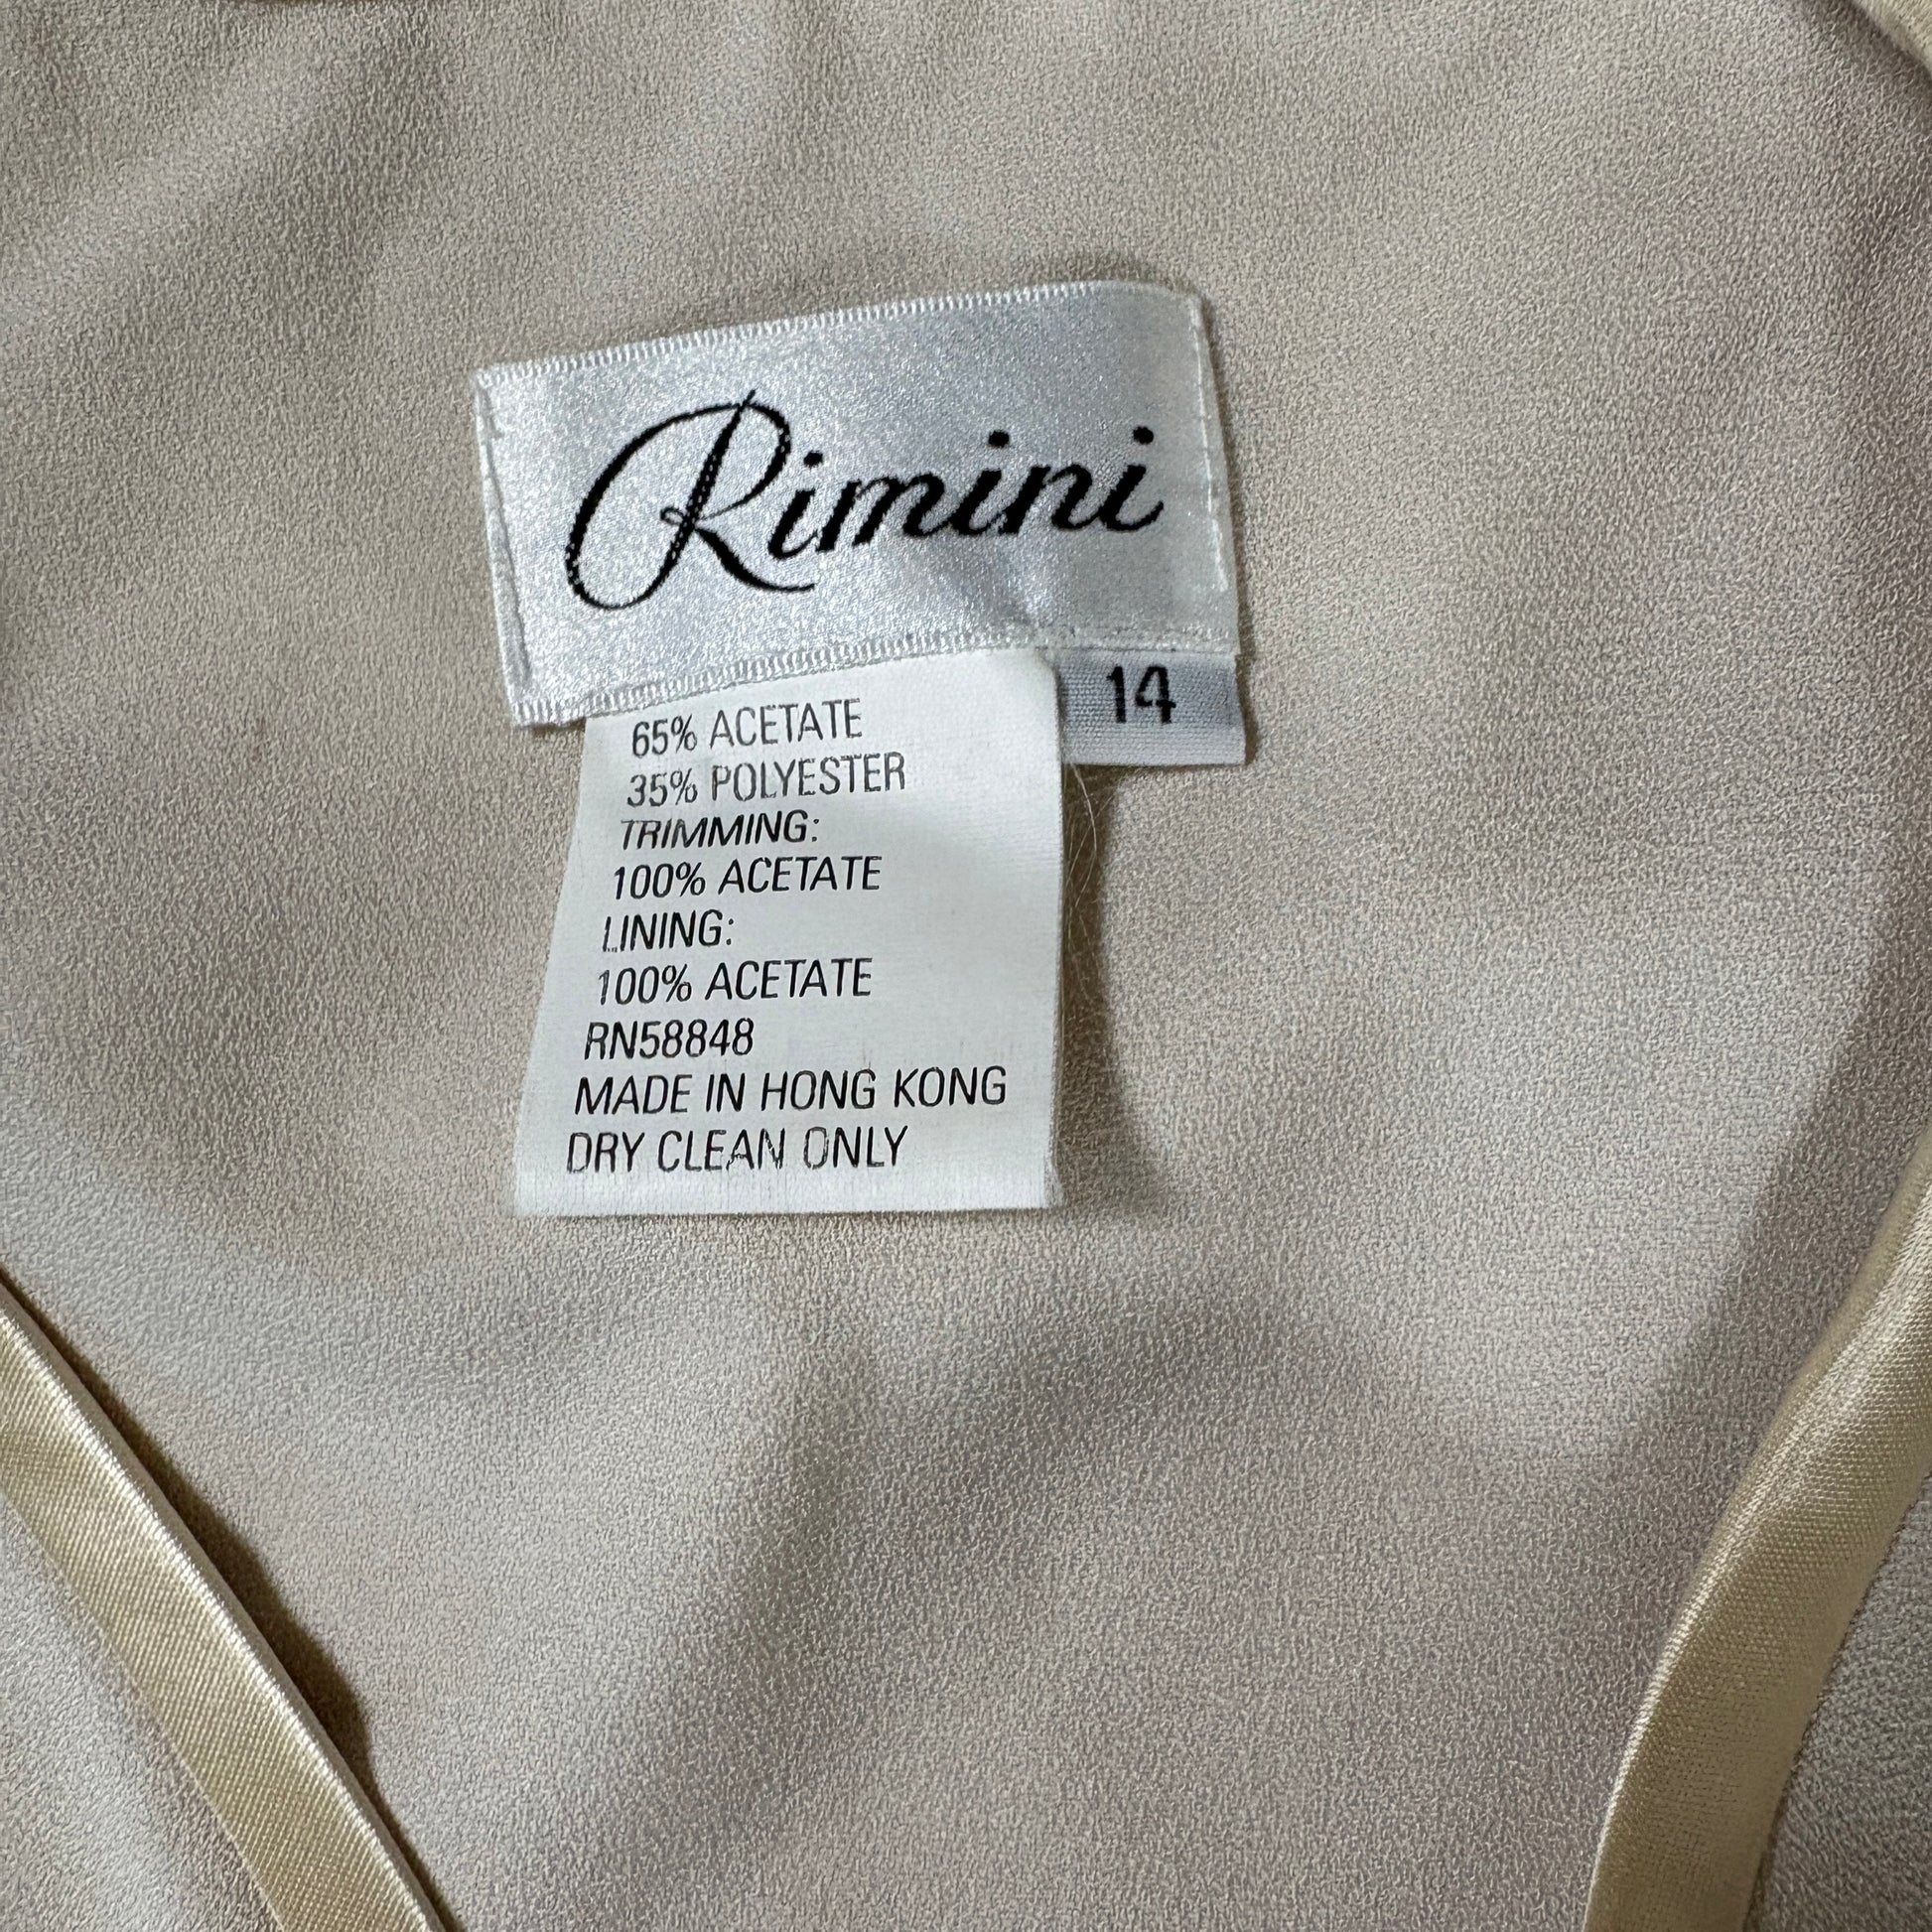 Rimini
14
65% ACETATE
35% POLYESTER
TRIMMING:
100% ACETATE
LINING:
100% ACETATE
RN58848
MADE IN HONG KONG
DRY CLEAN ONLY